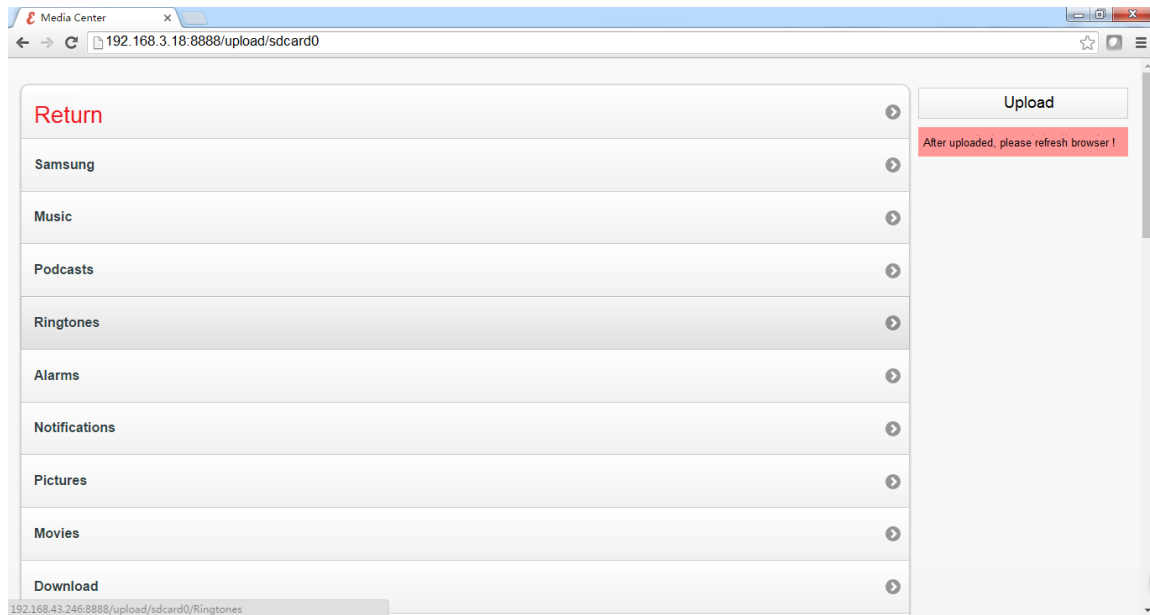 Media Center
192.168.3.18:8888/upload/sdcard0
Return
Upload
After uploaded, please refresh browser !
Samsung
Music
Podcasts
Ringtones
Alarms
Notifications
Pictures
Movies
Download
192.168.43.246:8888/upload/sdcard0/Ringtones